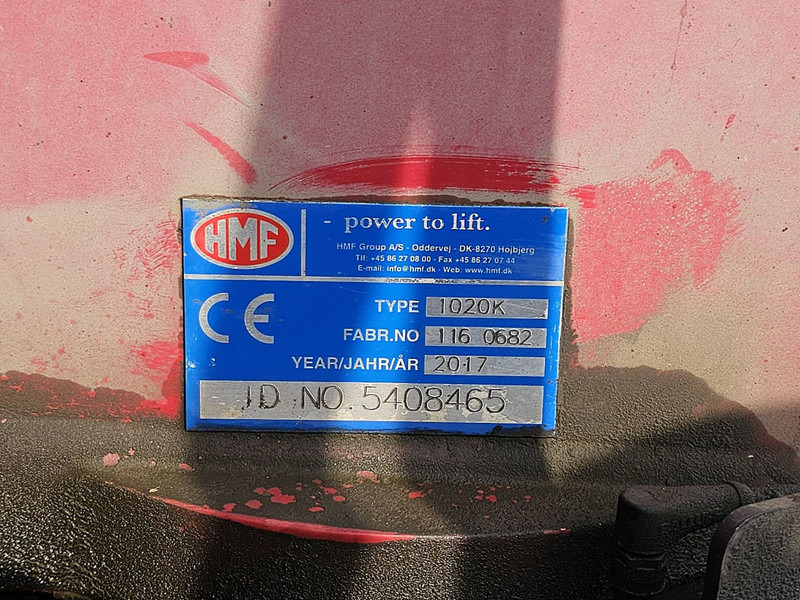 HMF
- power to lift.
HMF Group A/S - Oddervej - DK-8270 Hojbjerg
Tlf: +45 86 27 08 00 - Fax +45 86 27 07 44
E-mail: info@hmf.dk - Web: www.hmf.dk
CE
TYPE 1020K
FABR.NO 116 0682
YEAR/JAHR/ÅR 2017
ID NO. 5408465